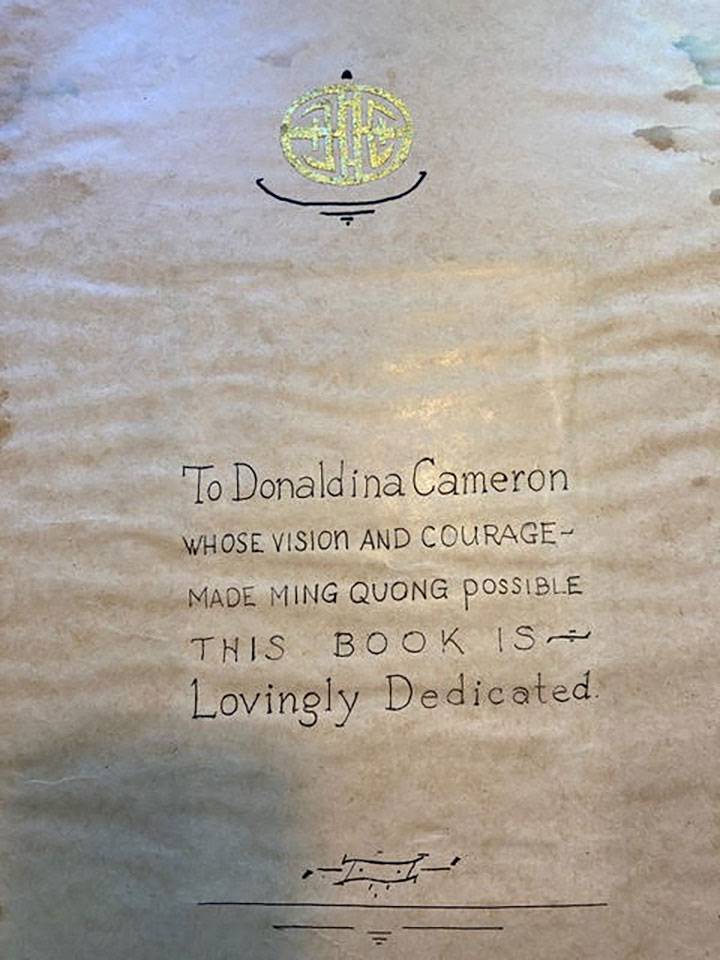 To Donaldina Cameron
WHOSE VISION AND COURAGE~
MADE MING QUONG POSSIBLE
THIS BOOK IS~
Lovingly Dedicated.